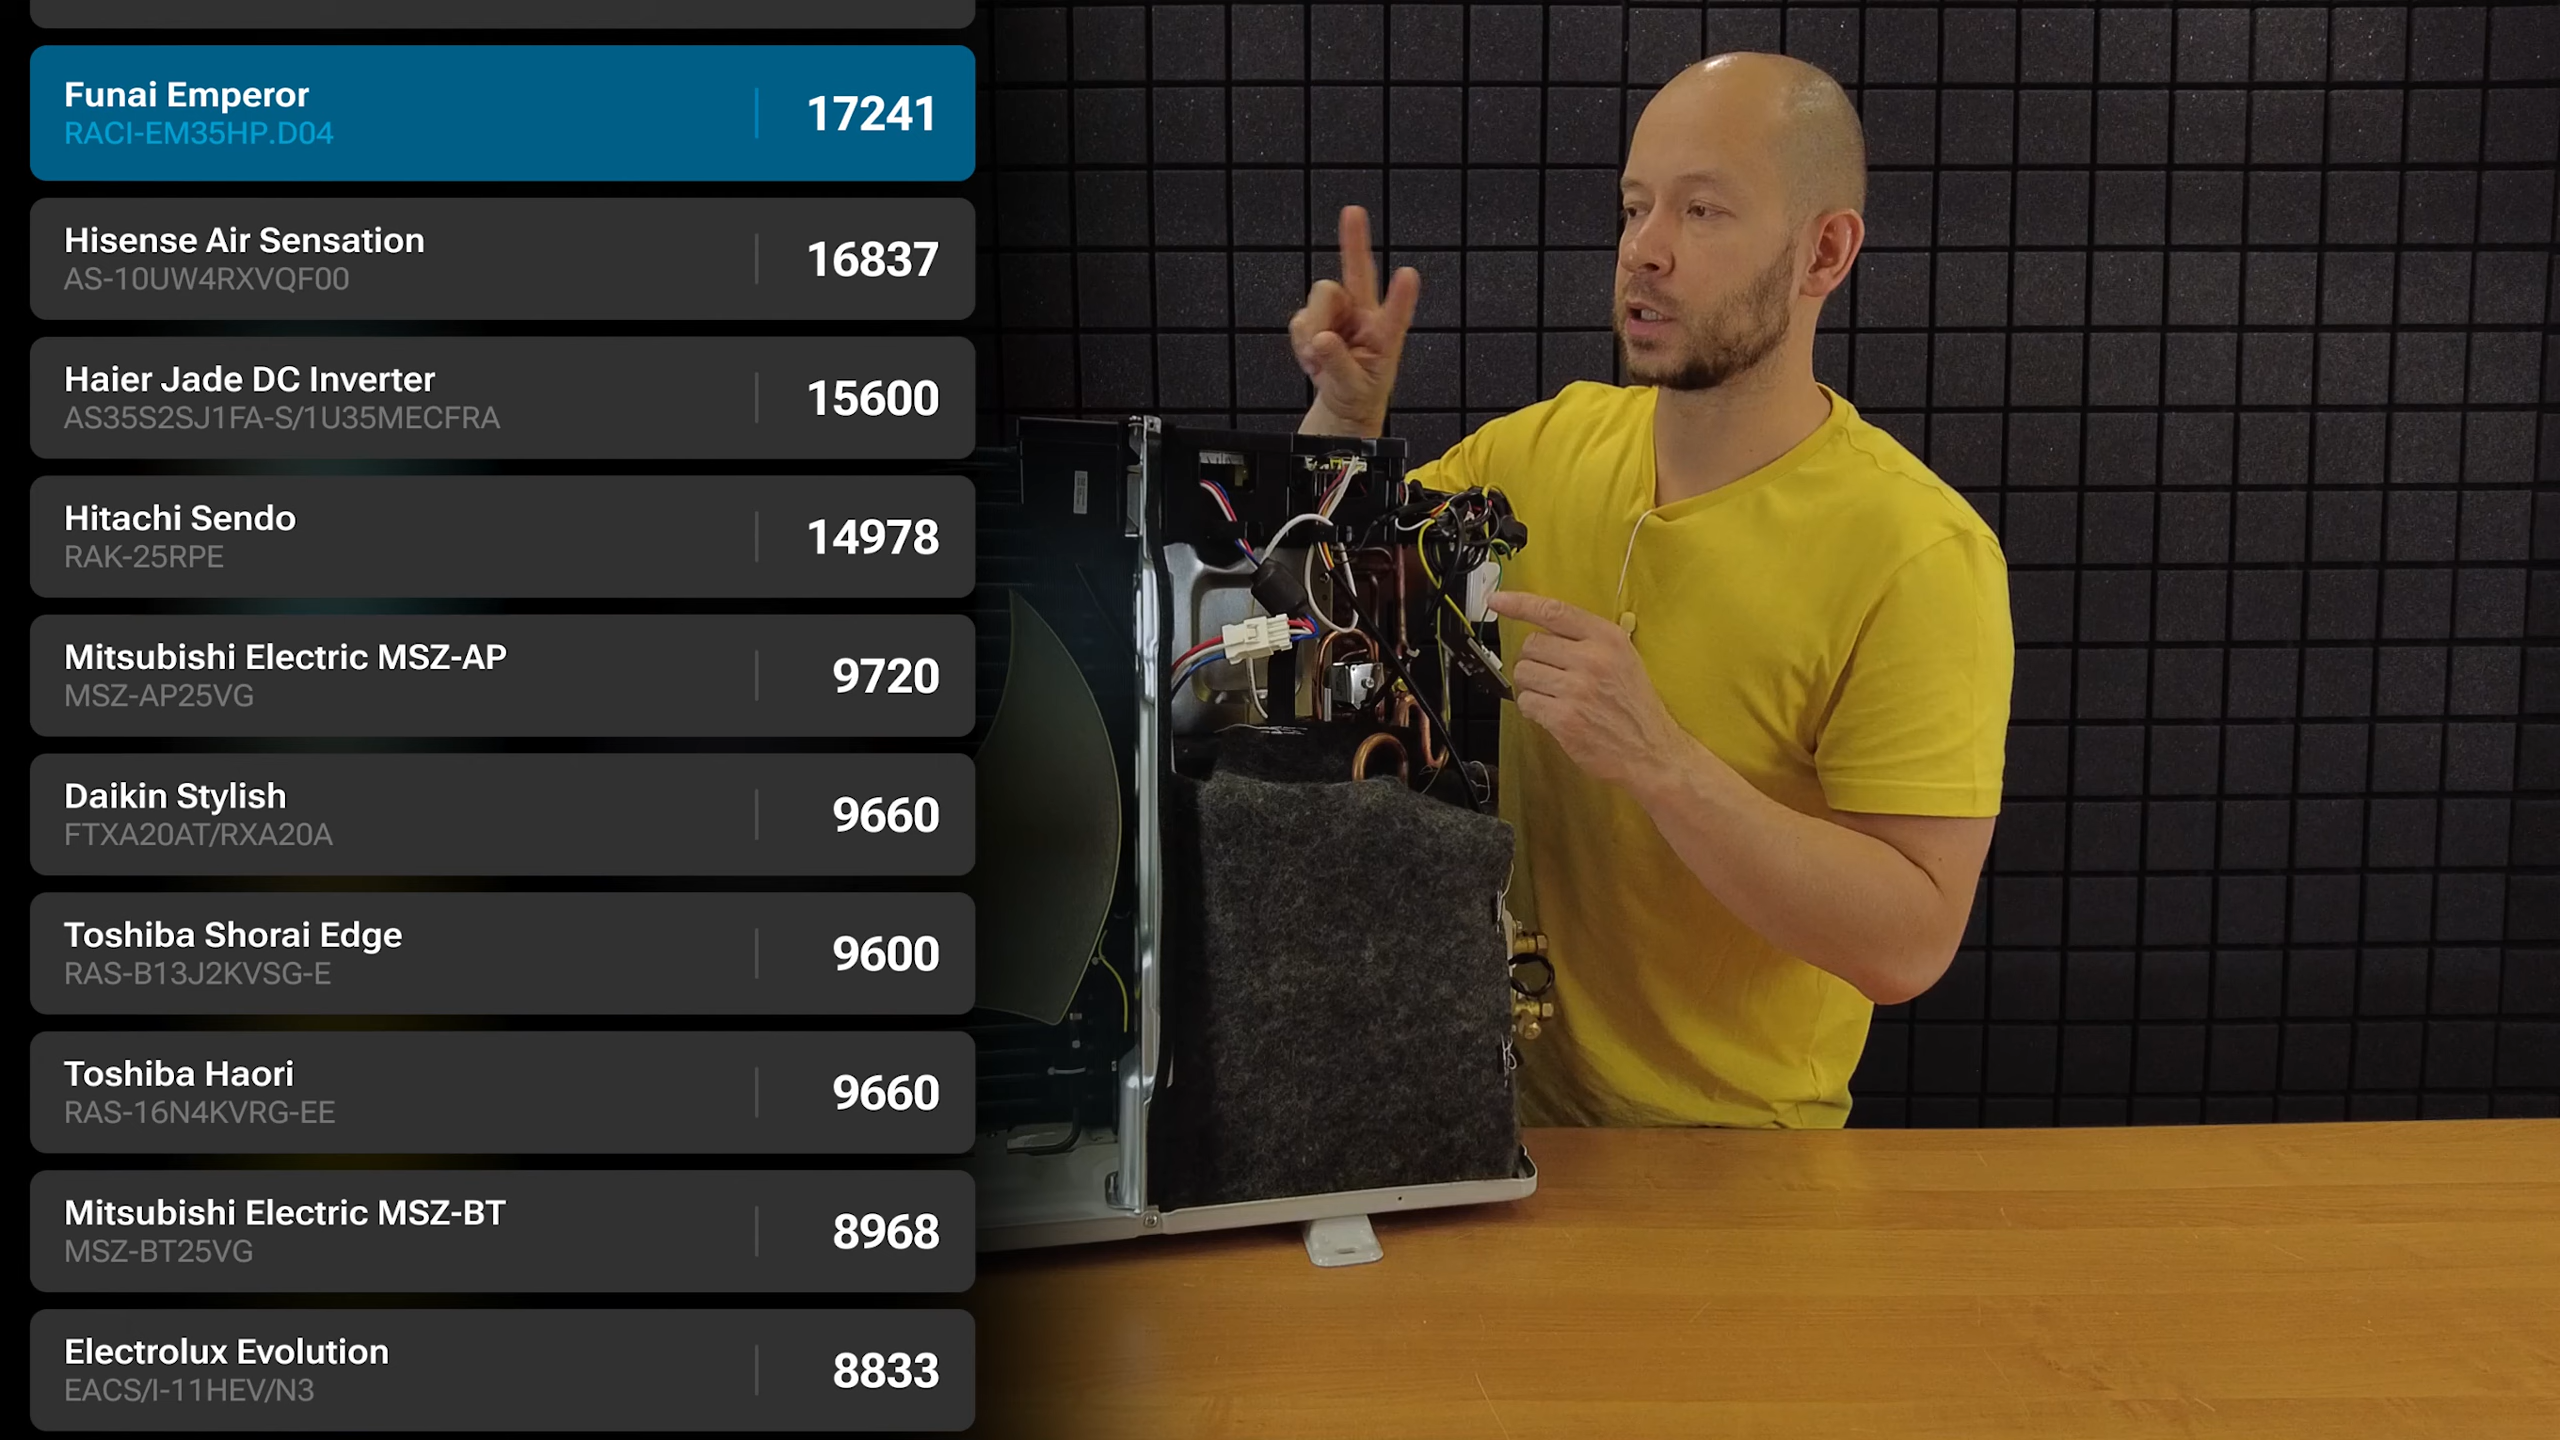 Funai Emperor
RACI-EM35HP.D04
17241
Hisense Air Sensation
AS-10UW4RXVQF00
16837
Haier Jade DC Inverter
AS35S2SJ1FA-S/1U35MECFRA
15600
Hitachi Sendo
RAK-25RPE
14978
Mitsubishi Electric MSZ-AP
MSZ-AP25VG
9720
Daikin Stylish
FTXA20AT/RXA20A
9660
Toshiba Shorai Edge
RAS-B13J2KVSG-E
9600
Toshiba Haori
RAS-16N4KVRG-EE
9660
Mitsubishi Electric MSZ-BT
MSZ-BT25VG
8968
Electrolux Evolution
EACS/I-11HEV/N3
8833